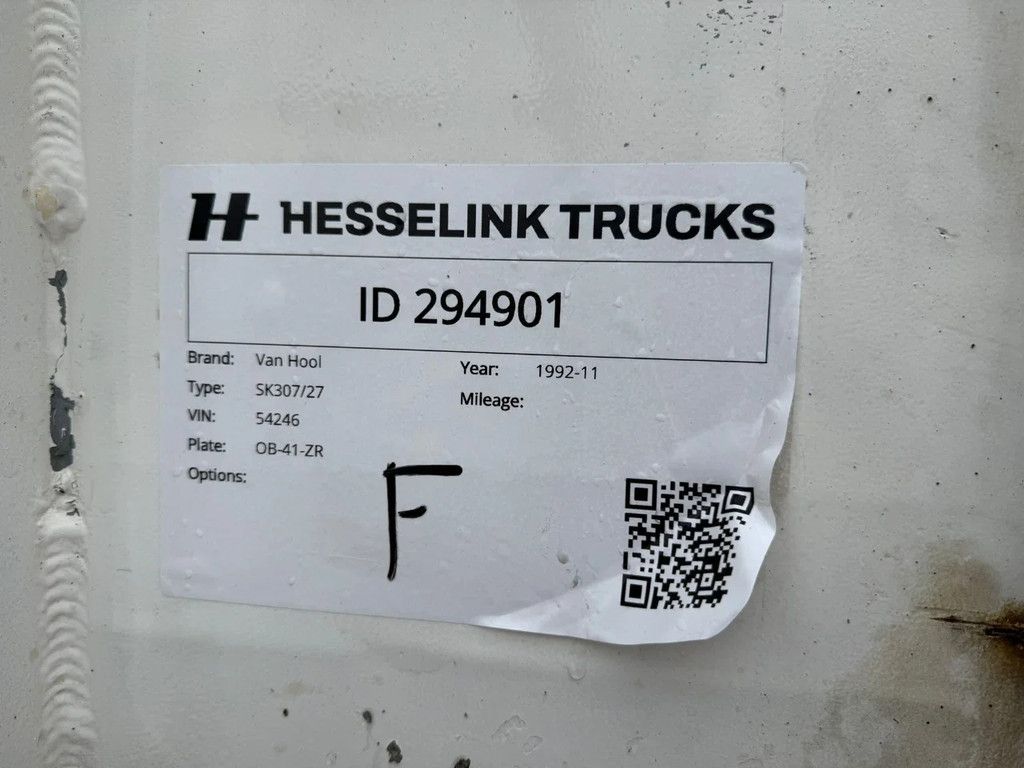 H HESSELINK TRUCKS
ID 294901
Brand: Van Hool
Type: SK307/27
VIN: 54246
Plate: OB-41-ZR
Options:
Year: 1992-11
Mileage:
F